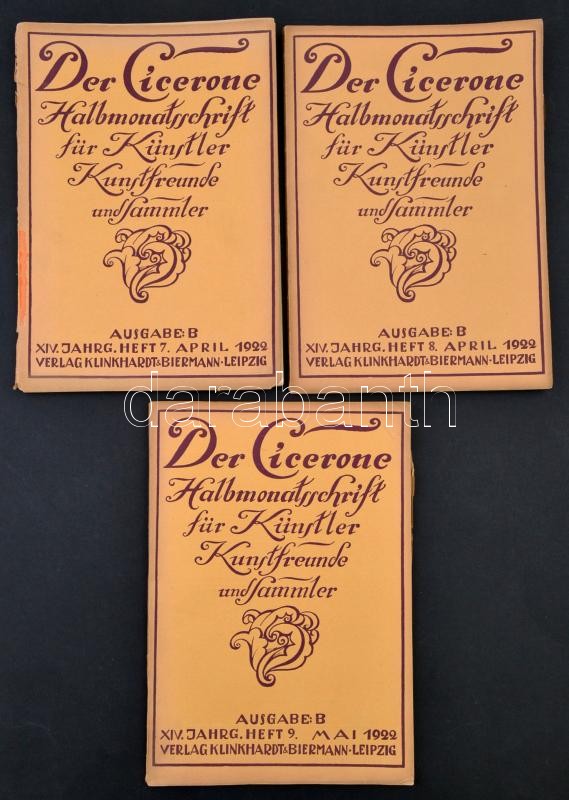 Der Cicerone
Halbmonatsschrift
für Künstler
Kunstfreunde
und Sammler
AUSGABE: B
XIV. JAHRG. HEFT 7. APRIL 1922
VERLAG KLINKHARDT & BIERMANN · LEIPZIG
Der Cicerone
Halbmonatsschrift
für Künstler
Kunstfreunde
und Sammler
AUSGABE: B
XIV. JAHRG. HEFT 8. APRIL 1922
VERLAG KLINKHARDT & BIERMANN · LEIPZIG
darabanth
Der Cicerone
Halbmonatsschrift
für Künstler
Kunstfreunde
und Sammler
AUSGABE: B
XIV. JAHRG. HEFT 9. MAI 1922
VERLAG KLINKHARDT & BIERMANN · LEIPZIG